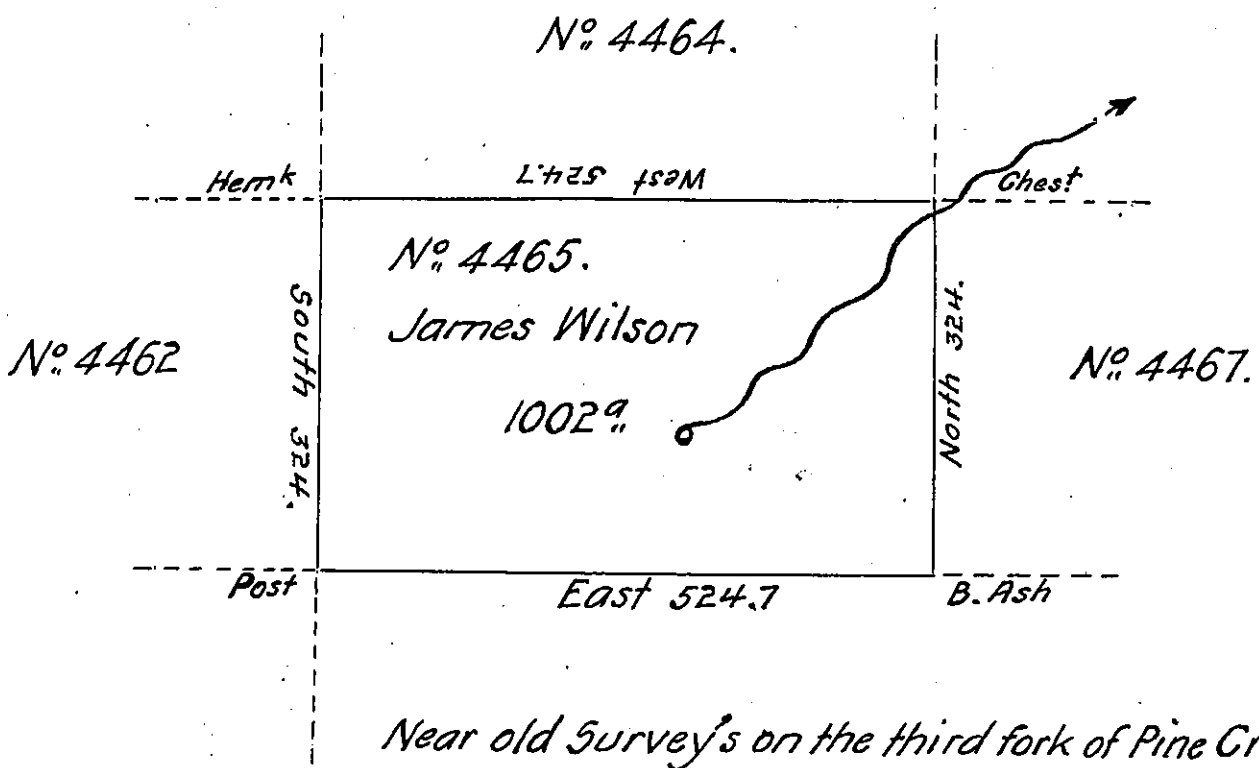 No. 4464.
Hemk
West 524.7
Chest
No. 4465.
James Wilson
1002a.
South 324.
North 324.
No. 4462
No. 4467.
Post
East 524.7
B. Ash
Near old Survey's on the third fork of Pine Cr